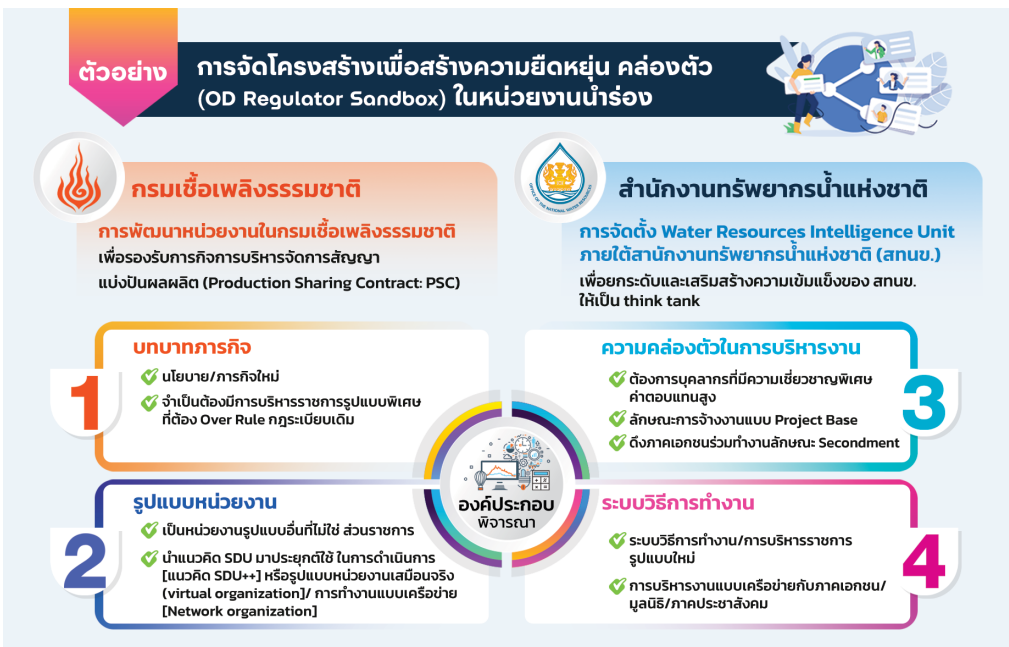 ตัวอย่าง
การจัดโครงสร้างเพื่อสร้างความยืดหยุ่น คล่องตัว
(OD Regulator Sandbox) ในหน่วยงานนำร่อง
กรมเชื้อเพลิงธรรมชาติ
การพัฒนาหน่วยงานในกรมเชื้อเพลิงธรรมชาติ
เพื่อรองรับภารกิจการบริหารจัดการสัญญา
แบ่งปันผลผลิต (Production Sharing Contract: PSC)
OFFICE OF THE NATIONAL WATER RESOURCES
สำนักงานทรัพยากรน้ำแห่งชาติ
การจัดตั้ง Water Resources Intelligence Unit
ภายใต้สานักงานทรัพยากรน้ำแห่งชาติ (สทนช.)
เพื่อยกระดับและเสริมสร้างความเข้มแข็งของ สทนช.
ให้เป็น think tank
1
บทบาทภารกิจ
นโยบาย/ภารกิจใหม่
จำเป็นต้องมีการบริหารราชการรูปแบบพิเศษ
ที่ต้อง Over Rule กฎระเบียบเดิม
2
รูปแบบหน่วยงาน
เป็นหน่วยงานรูปแบบอื่นที่ไม่ใช่ ส่วนราชการ
นำแนวคิด SDU มาประยุกต์ใช้ ในการดำเนินการ
[แนวคิด SDU++] หรือรูปแบบหน่วยงานเสมือนจริง
(virtual organization]/ การทำงานแบบเครือข่าย
[Network organization]
องค์ประกอบ
พิจารณา
3
ความคล่องตัวในการบริหารงาน
ต้องการบุคลากรที่มีความเชี่ยวชาญพิเศษ
ค่าตอบแทนสูง
ลักษณะการจ้างงานแบบ Project Base
ดึงภาคเอกชนร่วมทำงานลักษณะ Secondment
4
ระบบวิธีการทำงาน
ระบบวิธีการทำงาน/การบริหารราชการ
รูปแบบใหม่
การบริหารงานแบบเครือข่ายกับภาคเอกชน/
มูลนิธิ/ภาคประชาสังคม